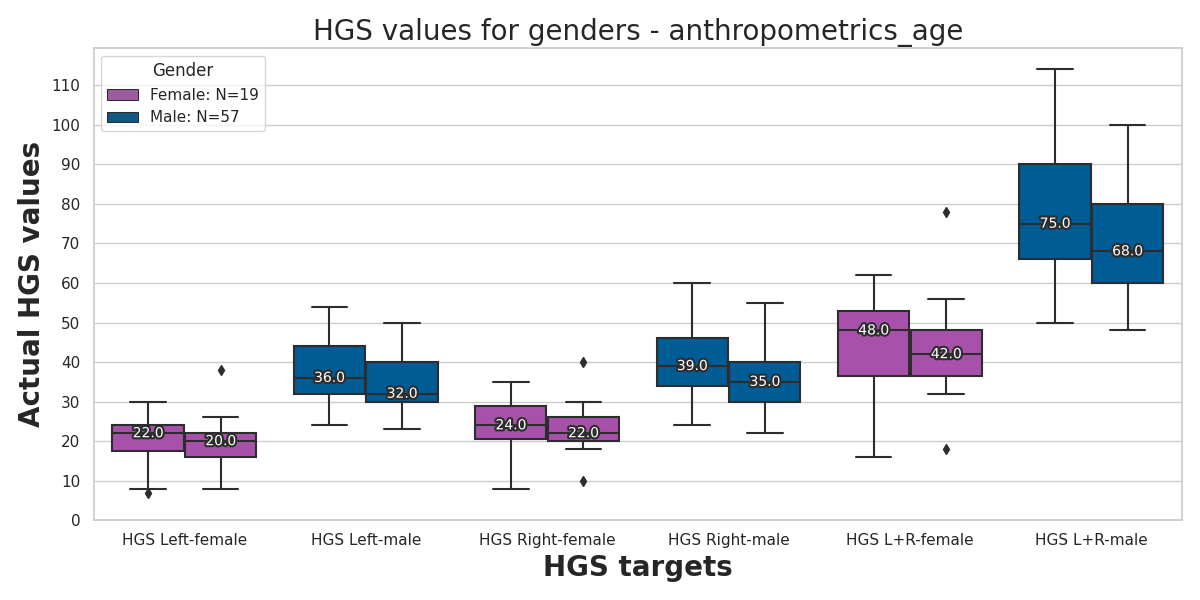 HGS values for genders - anthropometrics_age
Gender
Female: N=19
Male: N=57
Actual HGS values
110
100
90
80
70
60
50
40
30
20
10
0
22.0
20.0
36.0
32.0
24.0
22.0
39.0
35.0
48.0
42.0
75.0
68.0
HGS Left-female
HGS Left-male
HGS Right-female
HGS Right-male
HGS L+R-female
HGS L+R-male
HGS targets